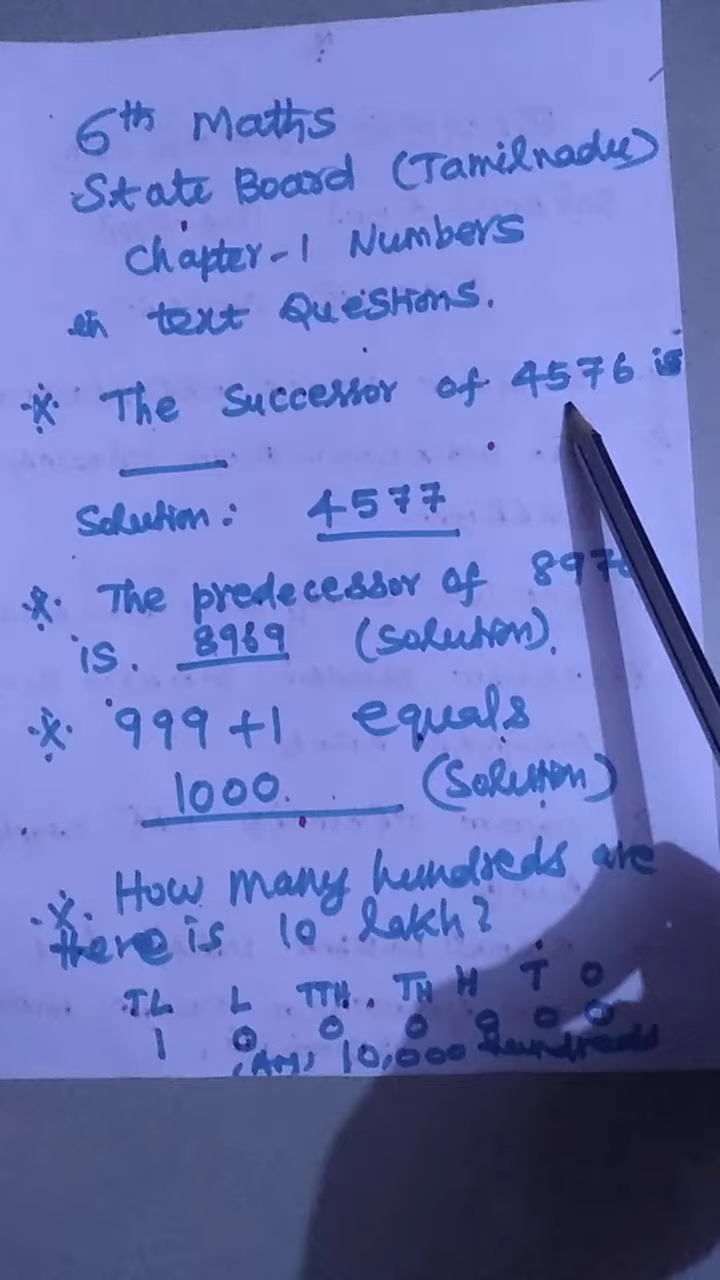 6th Maths
State Board (Tamilnadu)
Chapter-1 Numbers
in text Questions.
* The Successor of 4576 is
Solution: 4577
* The predecessor of 897
is. 8969 (Solution).
* 999 +1 equals
1000. (Solution)
* How many hundreds are
there is 10 lakh?
TL L TTH. TH H T O
1 0 0 0 0 0 0
(An) 10,000 hundreds